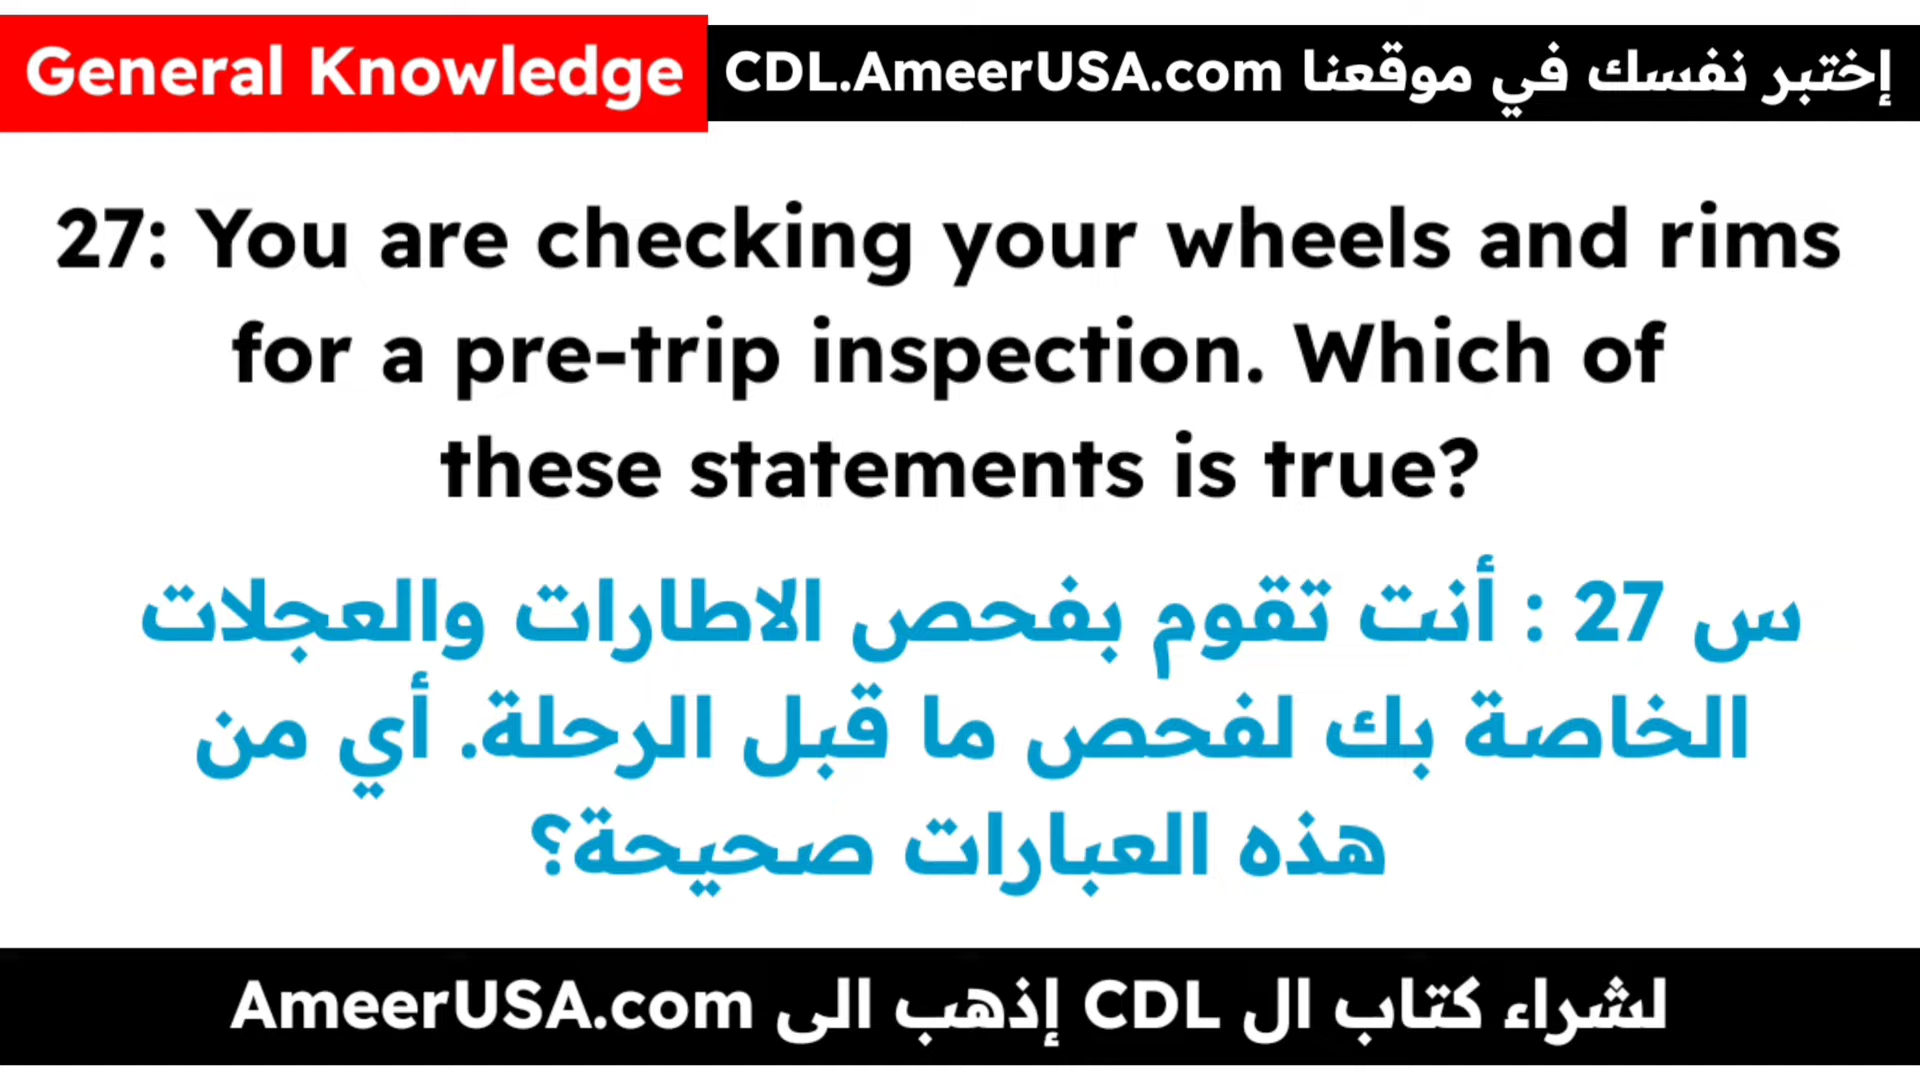 General Knowledge
إختبر نفسك في موقعنا CDL.AmeerUSA.com
27: You are checking your wheels and rims
for a pre-trip inspection. Which of
these statements is true?
س 27 : أنت تقوم بفحص الاطارات والعجلات
الخاصة بك لفحص ما قبل الرحلة. أي من
هذه العبارات صحيحة؟
لشراء كتاب ال CDL إذهب الى AmeerUSA.com